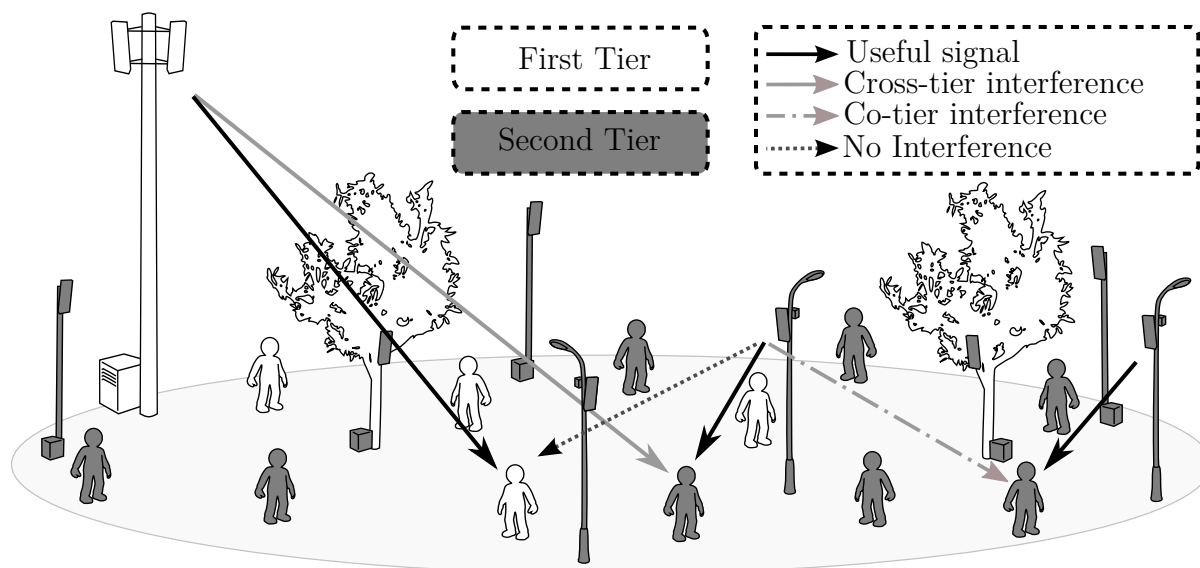 First Tier
Second Tier
Useful signal
Cross-tier interference
Co-tier interference
No Interference